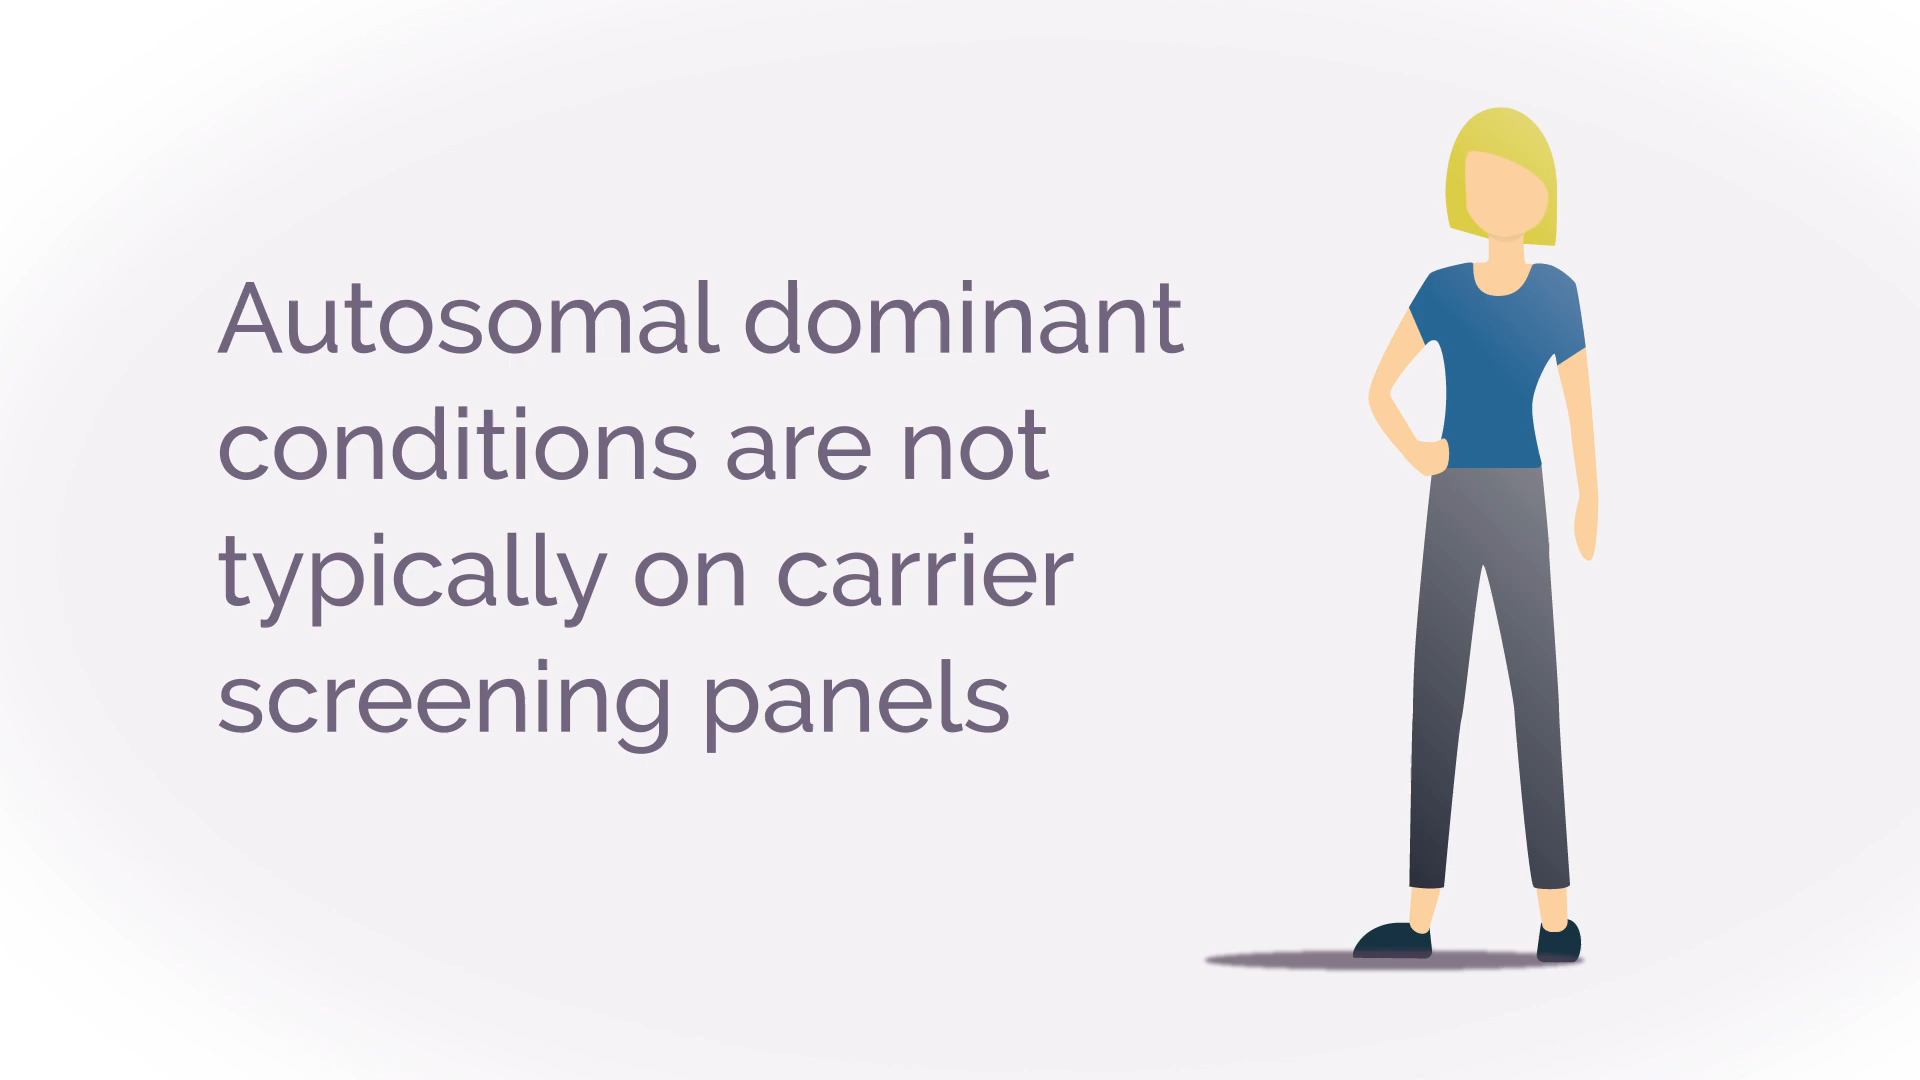 Autosomal dominant
conditions are not
typically on carrier
screening panels